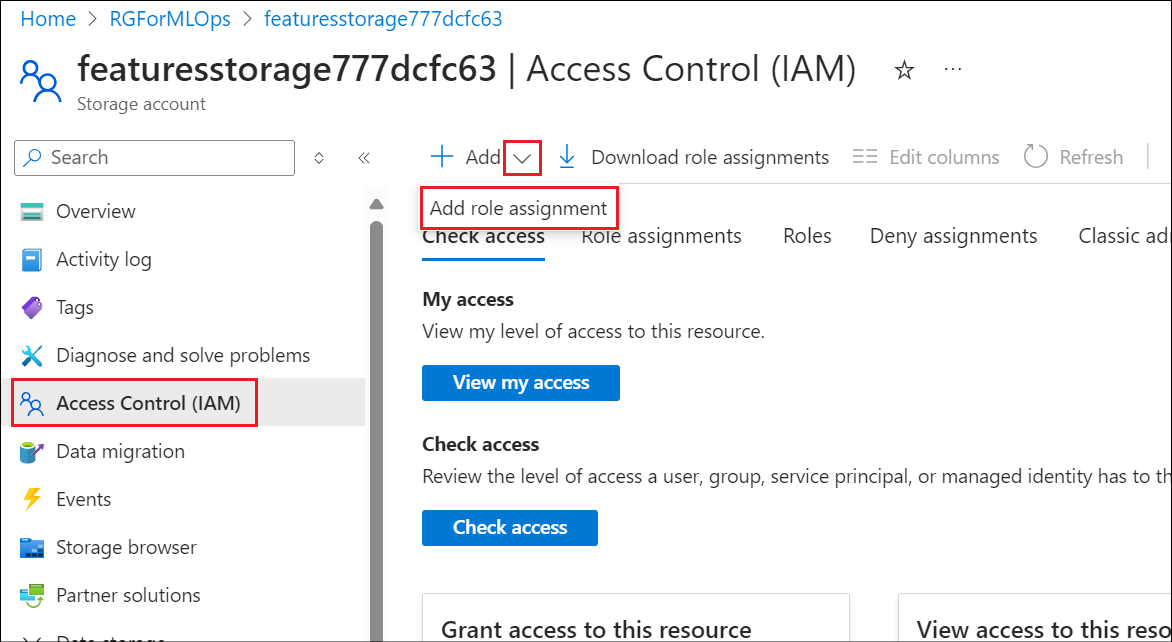 Home > RGForMLOps > featuresstorage777dcfc63
featuresstorage777dcfc63 | Access Control (IAM)
Storage account
Search
Add
Download role assignments
Edit columns
Refresh
Add role assignment
Overview
Activity log
Tags
Diagnose and solve problems
Access Control (IAM)
Data migration
Events
Storage browser
Partner solutions
Data storage
Check access
Role assignments
Roles
Deny assignments
Classic ad
My access
View my level of access to this resource.
View my access
Check access
Review the level of access a user, group, service principal, or managed identity has to th
Check access
Grant access to this resource
View access to this reso